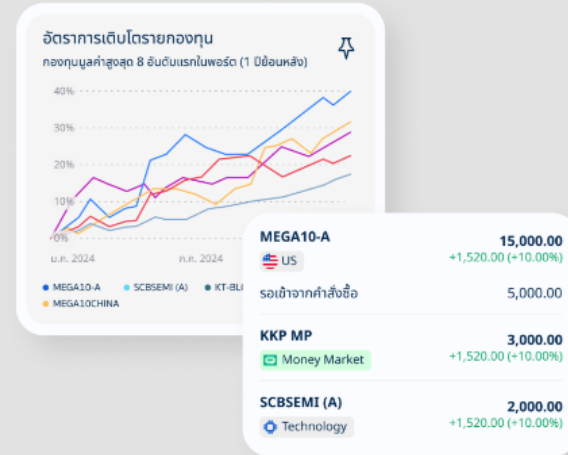 อัตราการเติบโตรายกองทุน
กองทุนมูลค่าสูงสุด 8 อันดับแรกในพอร์ต (1 ปีย้อนหลัง)
40%
30%
20%
10%
0%
ม.ค. 2024
ก.ค. 2024
MEGA10-A
SCBSEMI (A)
MEGA10CHINA
MEGA10-A
15,000.00
US
+1,520.00 (+10.00%)
รอเข้าจากคำสั่งซื้อ
5,000.00
KKP MP
3,000.00
Money Market
+1,520.00 (+10.00%)
SCBSEMI (A)
2,000.00
Technology
+1,520.00 (+10.00%)